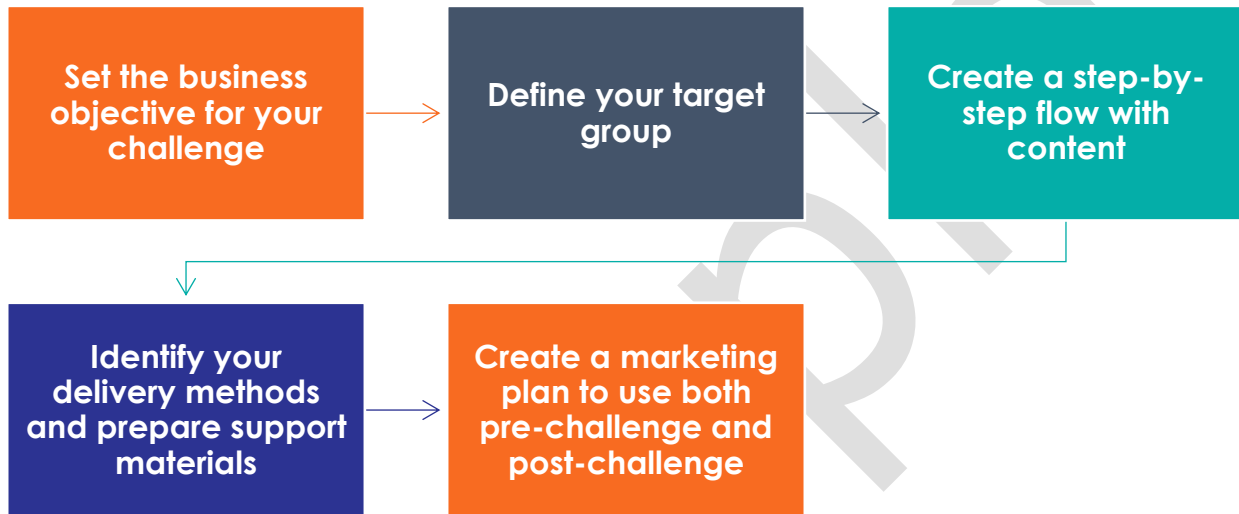 Set the business
objective for your
challenge
Define your target
group
Create a step-by-
step flow with
content
Identify your
delivery methods
and prepare support
materials
Create a marketing
plan to use both
pre-challenge and
post-challenge